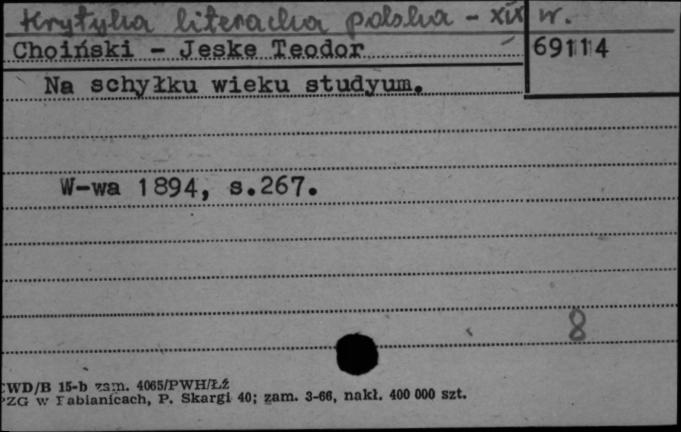 Krytyka literacka polska - XIX w.
Choiński - Jeske Teodor
69114
Na schyłku wieku studyum.
W-wa 1894, s.267.
8
WD/B 15-b zam. 4065/PWH/ŁŹ
PZG w Pabianicach, P. Skargi 40; zam. 3-66, nakł. 400 000 szt.